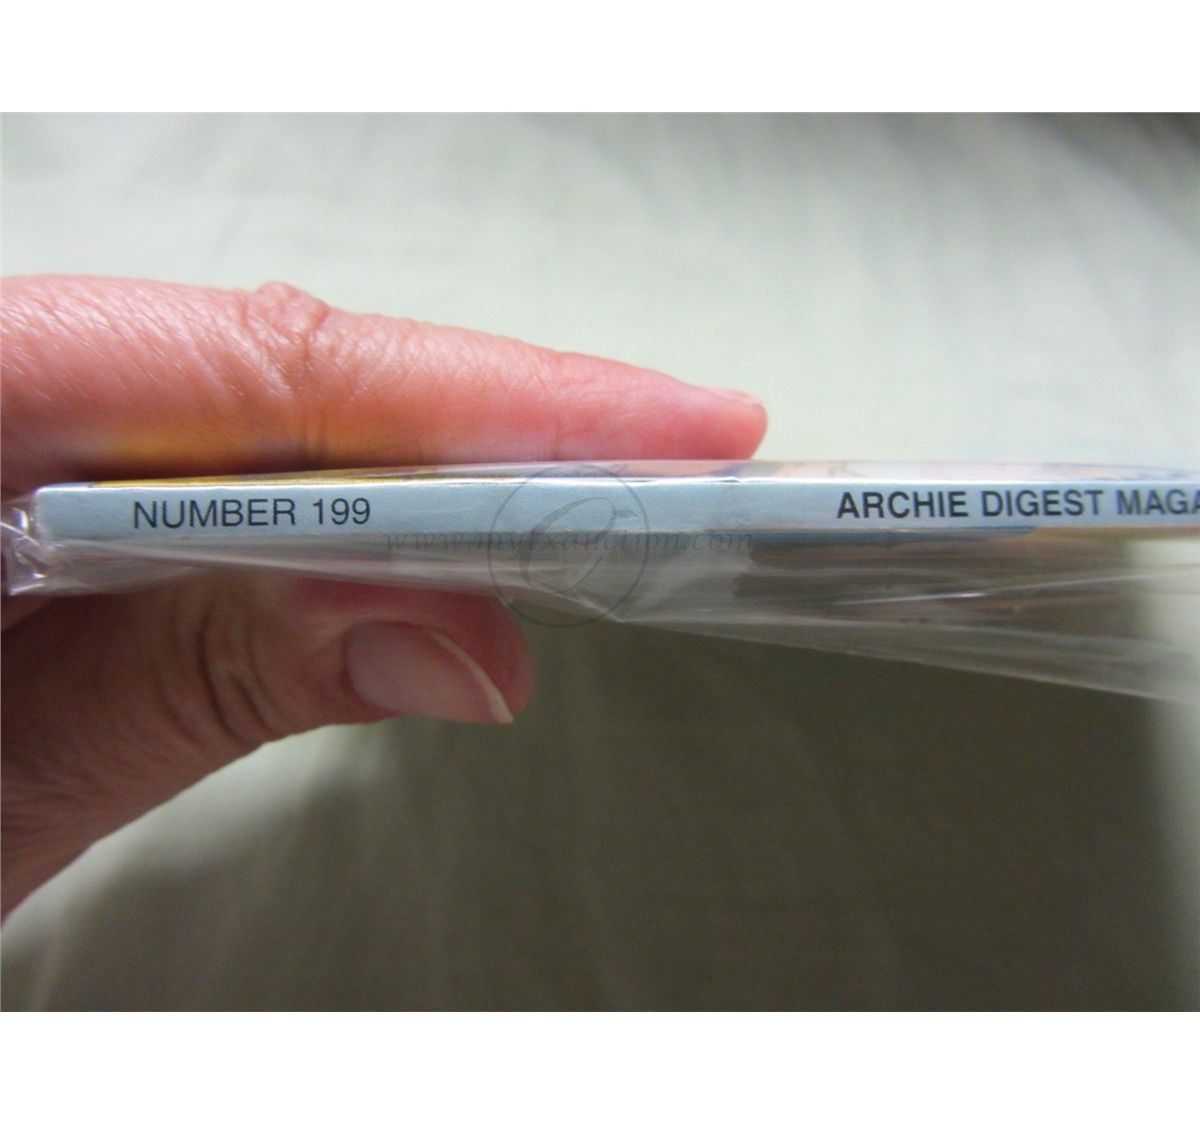 NUMBER 199 ARCHIE DIGEST MAGA